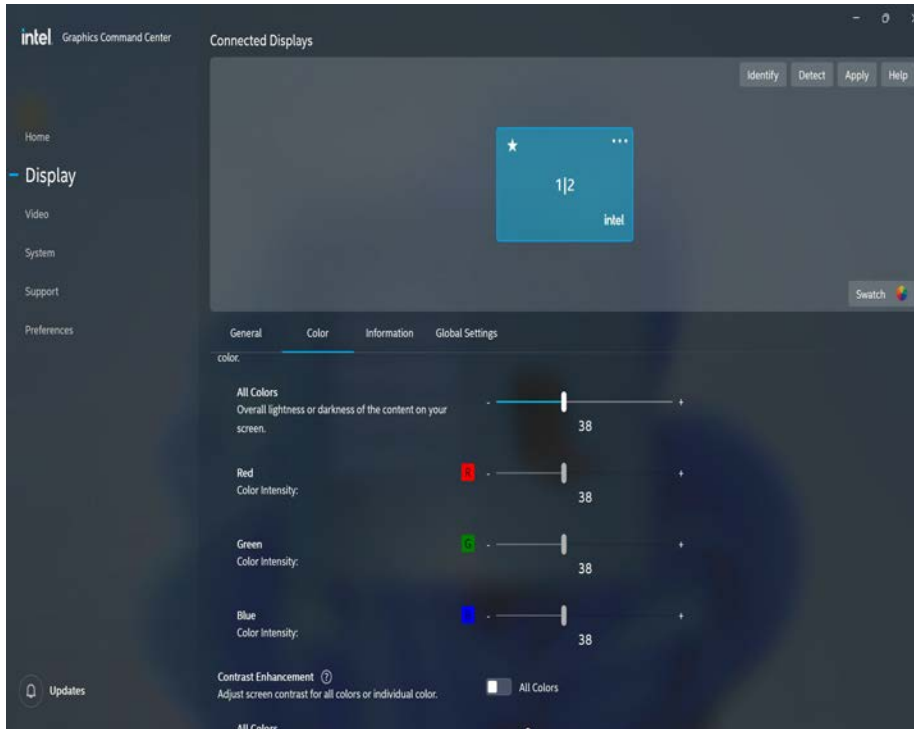 intel. Graphics Command Center
Connected Displays
Identify Detect Apply Help
Home
Display
Video
System
Support
Preferences
1|2
intel
Swatch
General Color Information Global Settings
color.
All Colors
Overall lightness or darkness of the content on your
screen.
- +
38
Red
Color Intensity:
R - +
38
Green
Color Intensity:
G - +
38
Blue
Color Intensity:
- +
38
Contrast Enhancement ?
Adjust screen contrast for all colors or individual color.
All Colors
All Colors
Updates